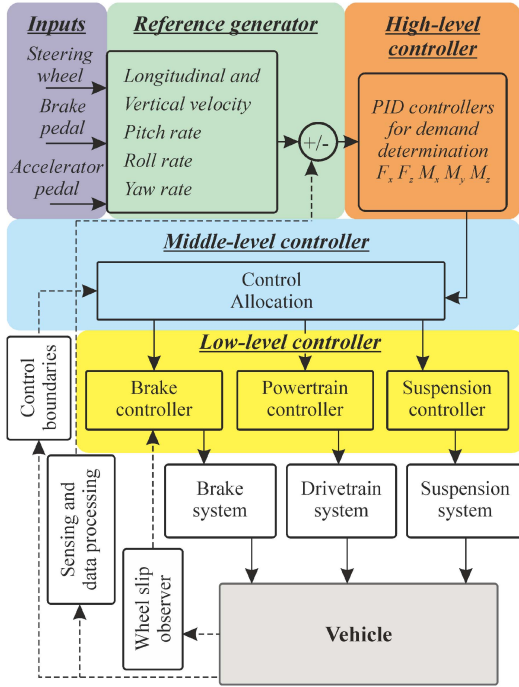 Inputs
Reference generator
High-level
controller
Steering
wheel
Brake
pedal
Accelerator
pedal
Longitudinal and
Vertical velocity
Pitch rate
Roll rate
Yaw rate
+/-
PID controllers
for demand
determination
Fx Fz Mx My Mz
Middle-level controller
Control
Allocation
Low-level controller
Brake
controller
Powertrain
controller
Suspension
controller
Control
boundaries
Sensing and
data processing
Wheel slip
observer
Brake
system
Drivetrain
system
Suspension
system
Vehicle